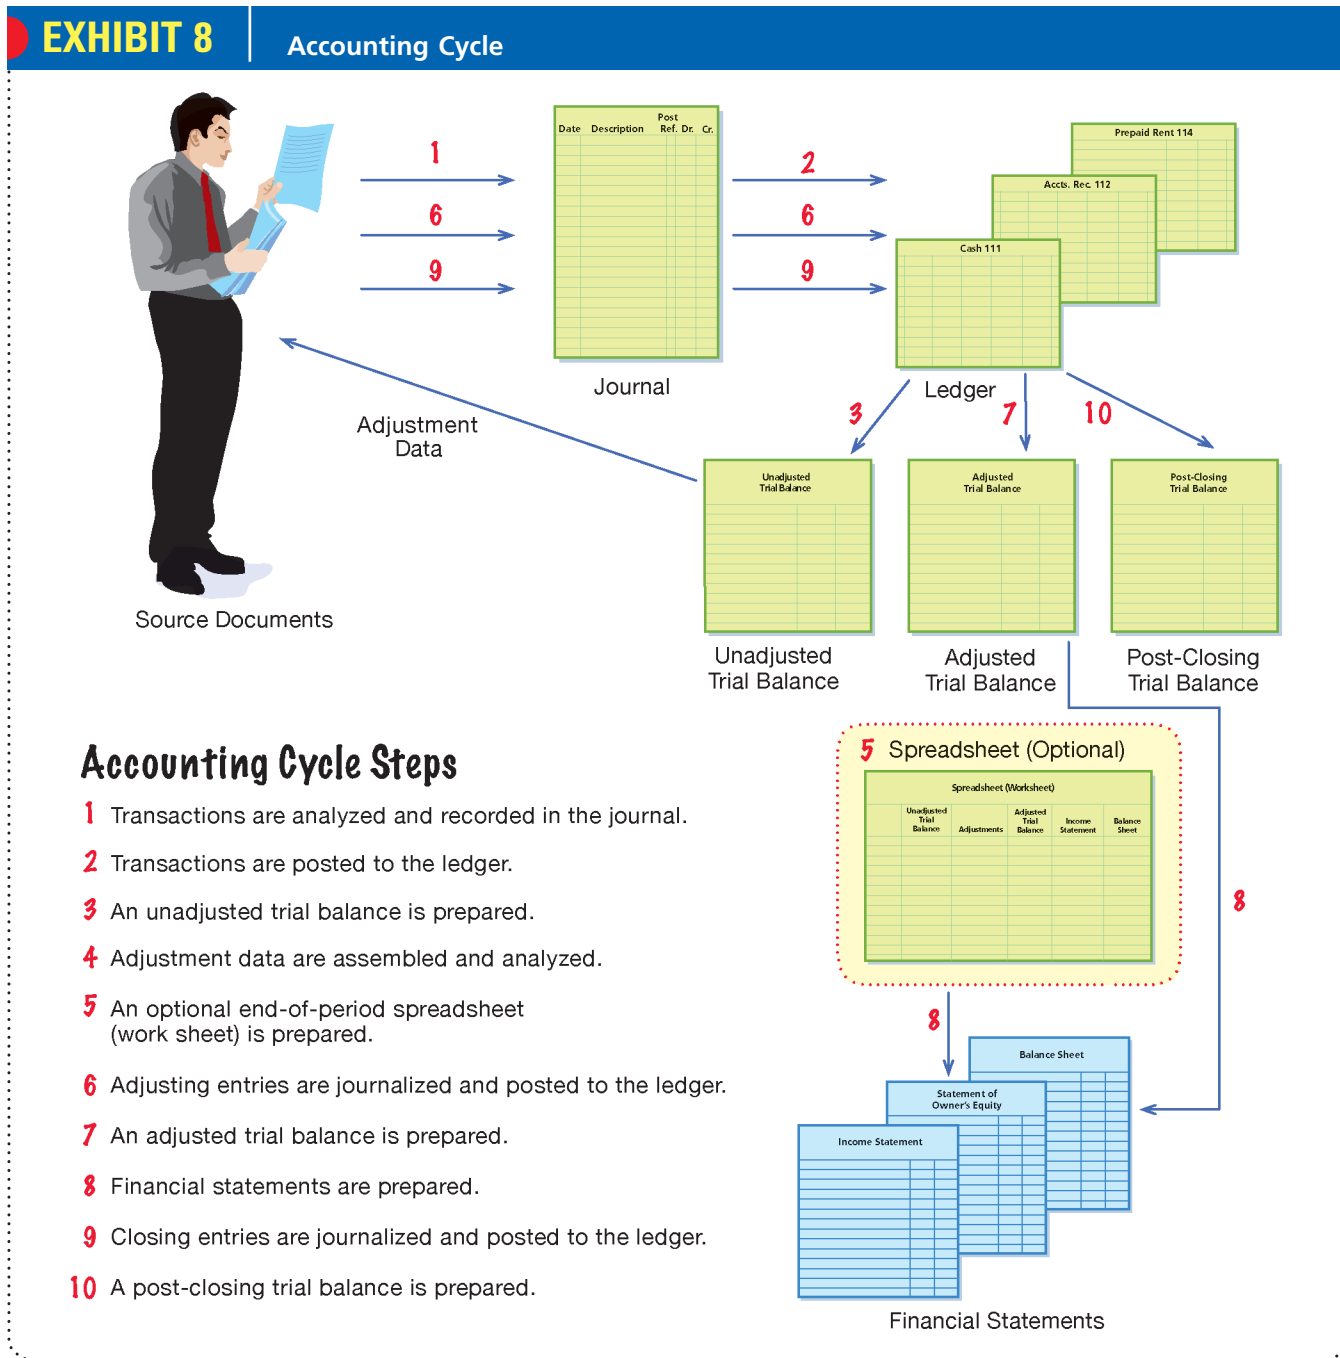 EXHIBIT 8
Accounting Cycle
1
6
9
Post
Date Description Ref. Dr. Cr.
Journal
2
6
9
Prepaid Rent 114
Accts. Rec. 112
Cash 111
Ledger
Adjustment
Data
Source Documents
3
7
10
Unadjusted
Trial Balance
Adjusted
Trial Balance
Post-Closing
Trial Balance
Unadjusted
Trial Balance
Adjusted
Trial Balance
Post-Closing
Trial Balance
Accounting Cycle Steps
1 Transactions are analyzed and recorded in the journal.
2 Transactions are posted to the ledger.
3 An unadjusted trial balance is prepared.
4 Adjustment data are assembled and analyzed.
5 An optional end-of-period spreadsheet
(work sheet) is prepared.
6 Adjusting entries are journalized and posted to the ledger.
7 An adjusted trial balance is prepared.
8 Financial statements are prepared.
9 Closing entries are journalized and posted to the ledger.
10 A post-closing trial balance is prepared.
5 Spreadsheet (Optional)
Spreadsheet (Worksheet)
Unadjusted
Trial
Balance
Adjustments
Adjusted
Trial
Balance
Income
Statement
Balance
Sheet
8
8
Balance Sheet
Statement of
Owner's Equity
Income Statement
Financial Statements